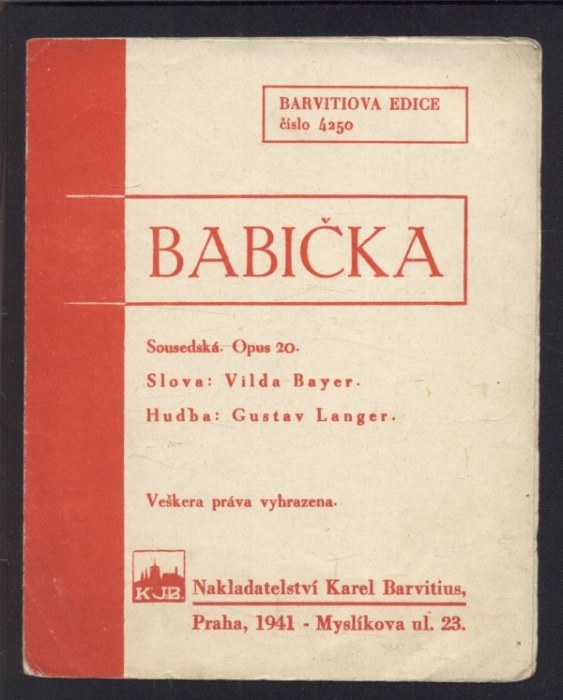 BARVITIOVA EDICE
číslo 4250
BABIČKA
Sousedská. Opus 20.
Slova: Vilda Bayer.
Hudba: Gustav Langer.
Veškera práva vyhrazena.
K.J.B.
Nakladatelství Karel Barvitius,
Praha, 1941 - Myslíkova ul. 23.